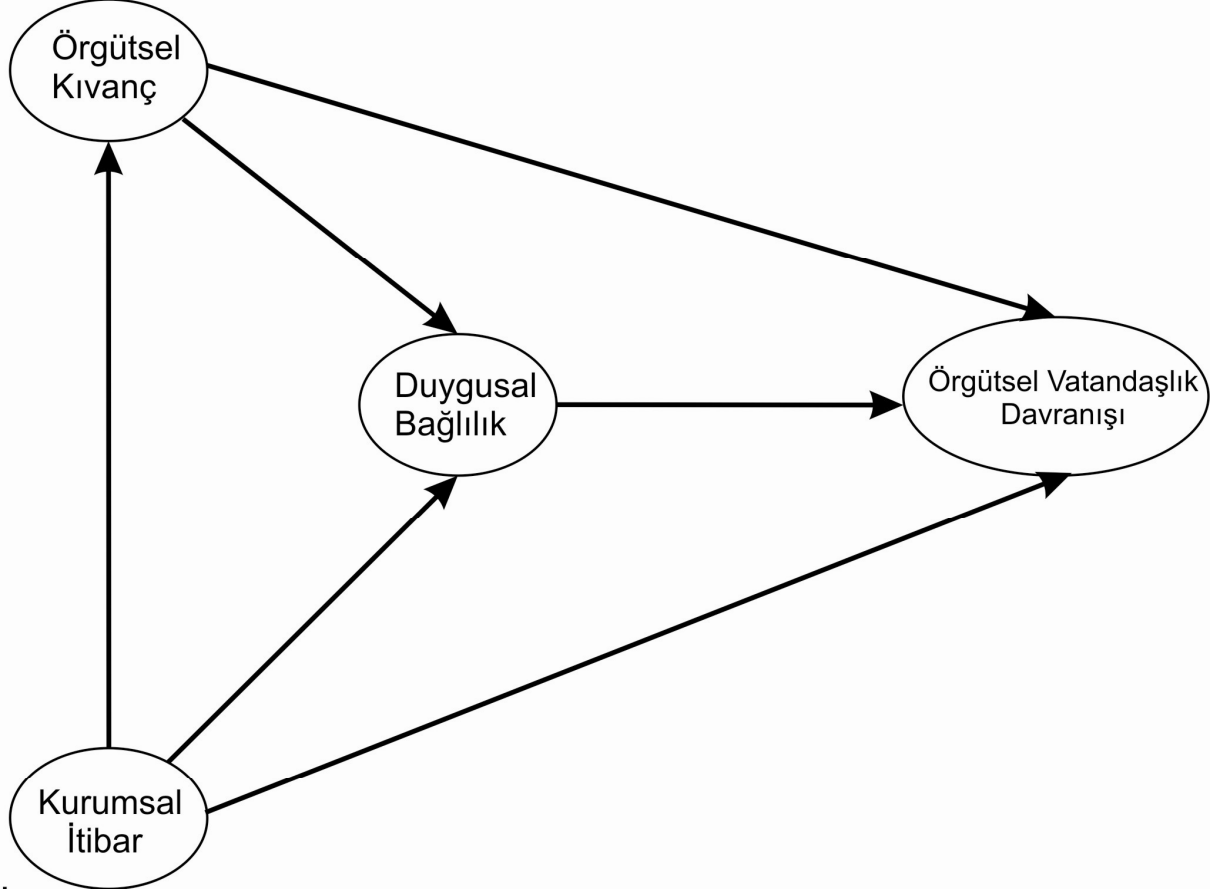 Örgütsel
Kıvanç
Duygusal
Bağlılık
Örgütsel Vatandaşlık
Davranışı
Kurumsal
İtibar